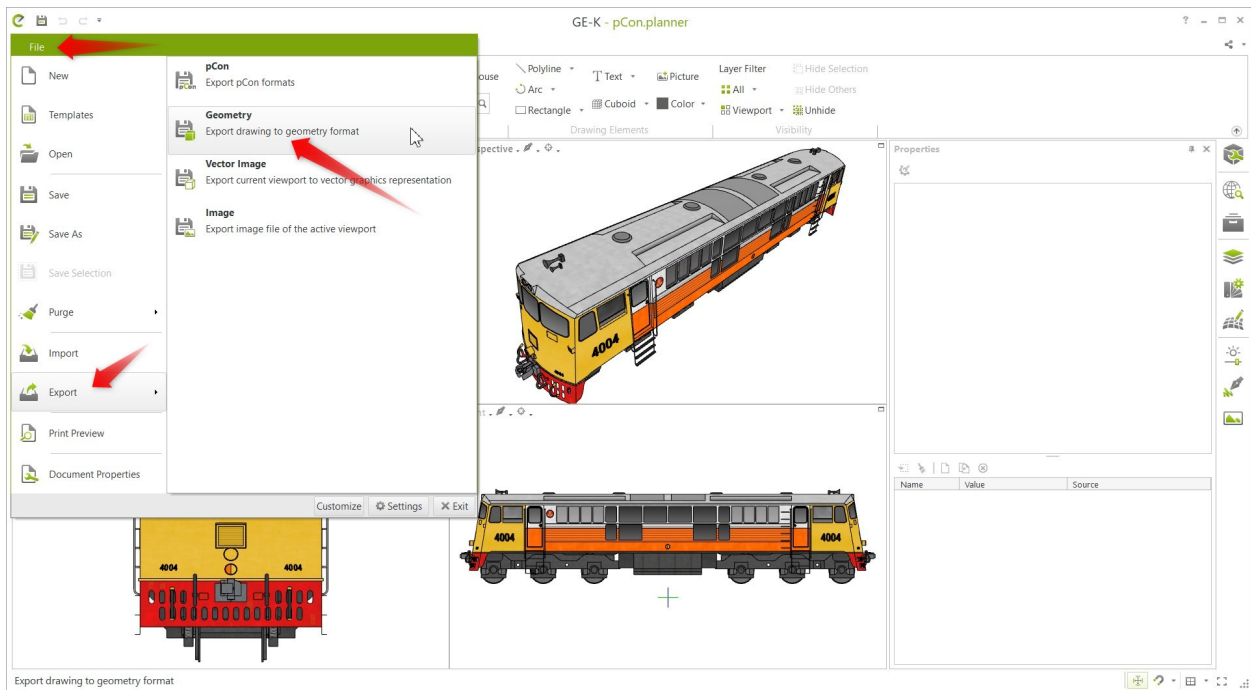 GE-K - pCon.planner
File
New
Templates
Open
Save
Save As
Save Selection
Purge
Import
Export
Print Preview
Document Properties
pCon
Export pCon formats
Geometry
Export drawing to geometry format
Vector Image
Export current viewport to vector graphics representation
Image
Export image file of the active viewport
Customize
Settings
Exit
Polyline
Arc
Rectangle
Text
Cuboid
Picture
Color
Drawing Elements
Layer Filter
All
Viewport
Hide Selection
Hide Others
Unhide
Visibility
4004
4004 4004
4004 4004
Properties
Name Value Source
Export drawing to geometry format